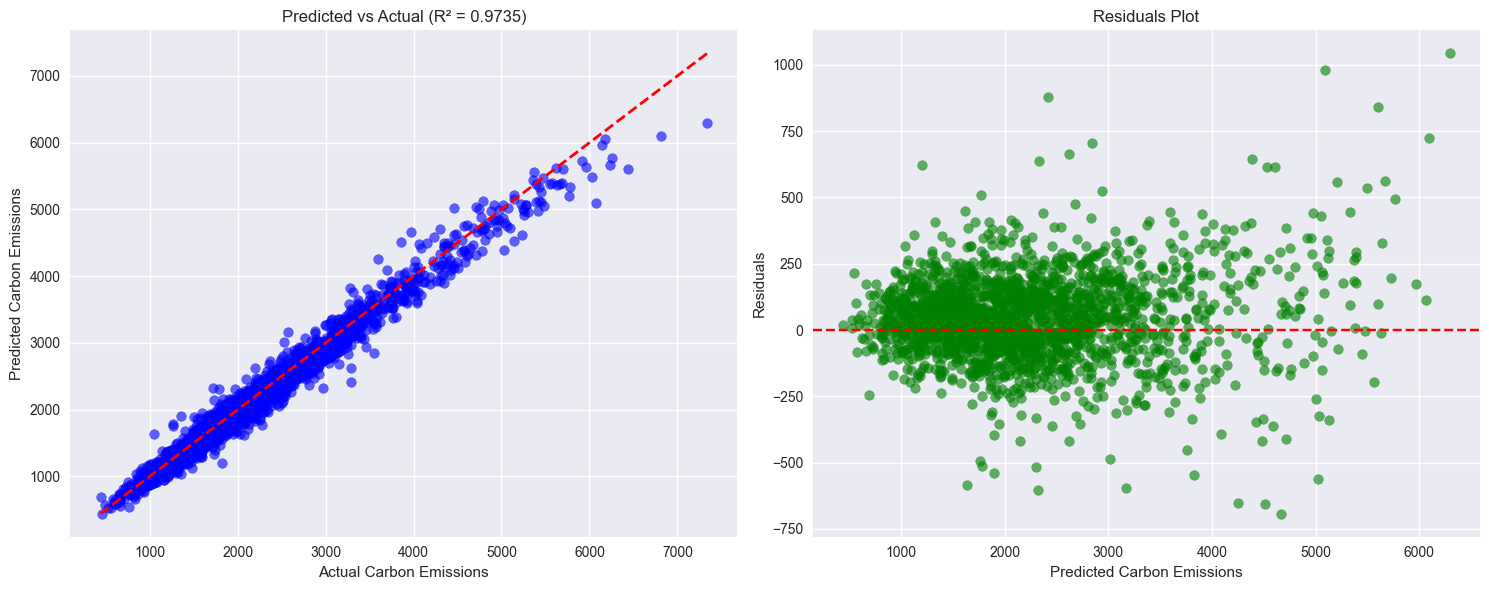 Predicted vs Actual (R² = 0.9735)
Predicted Carbon Emissions
7000
6000
5000
4000
3000
2000
1000
1000 2000 3000 4000 5000 6000 7000
Actual Carbon Emissions
Residuals Plot
Residuals
1000
750
500
250
0
−250
−500
−750
1000 2000 3000 4000 5000 6000
Predicted Carbon Emissions